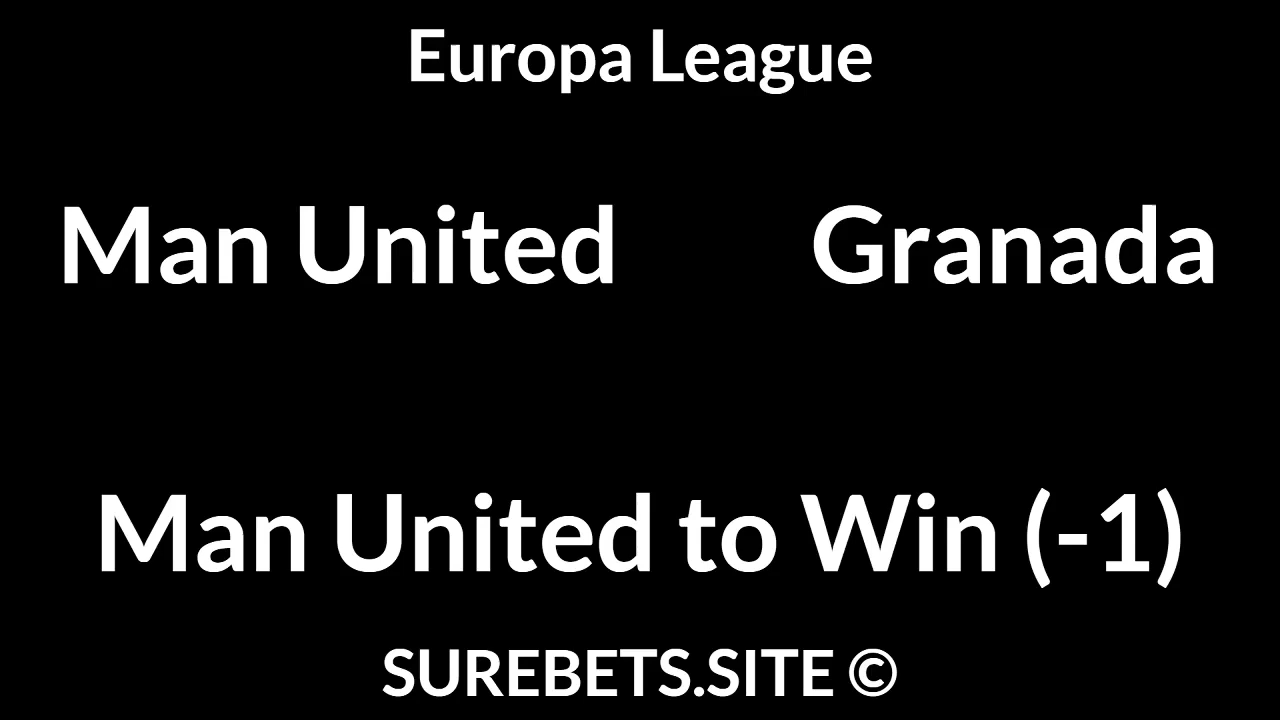 Europa League
Man United Granada
Man United to Win (-1)
SUREBETS.SITE ©